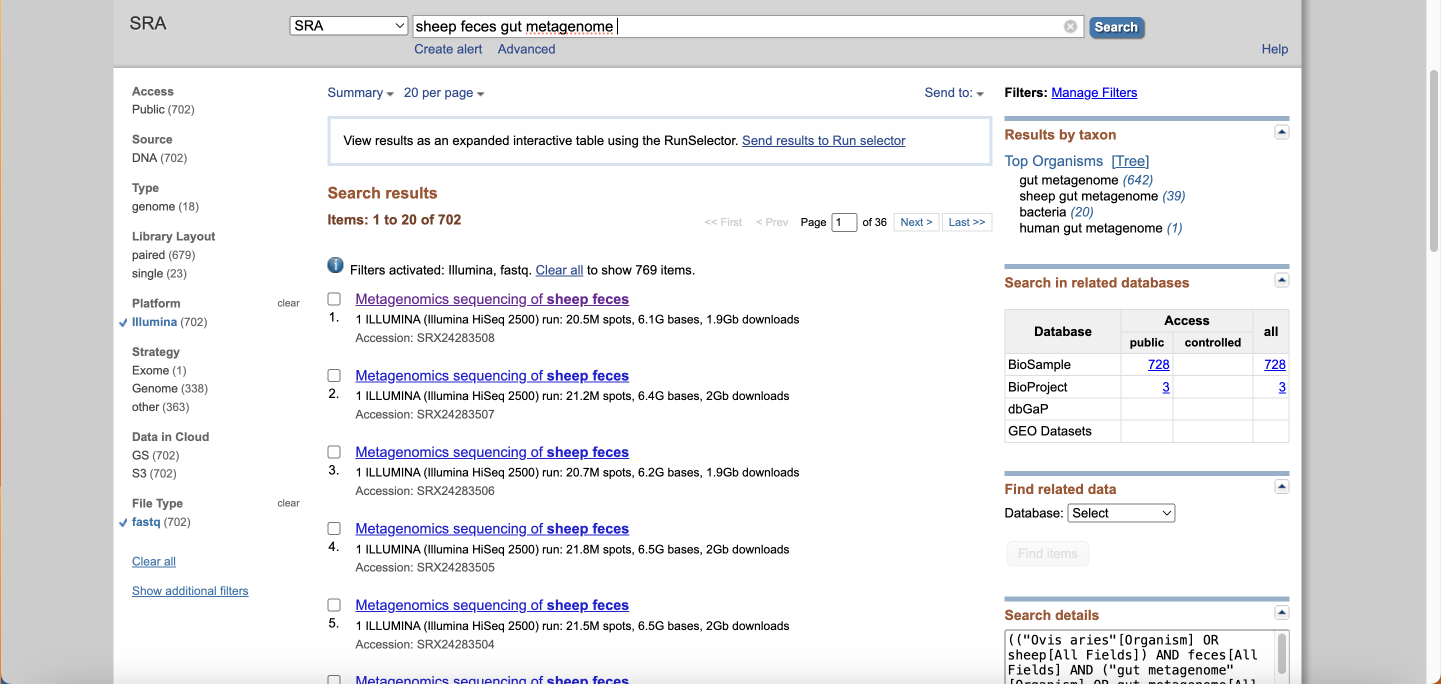 SRA
SRA
sheep feces gut metagenome
Search
Create alert Advanced
Help
Access
Public (702)
Source
DNA (702)
Type
genome (18)
Library Layout
paired (679)
single (23)
Platform clear
Illumina (702)
Strategy
Exome (1)
Genome (338)
other (363)
Data in Cloud
GS (702)
S3 (702)
File Type clear
fastq (702)
Clear all
Show additional filters
Summary 20 per page Send to:
View results as an expanded interactive table using the RunSelector. Send results to Run selector
Search results
Items: 1 to 20 of 702
<< First < Prev Page 1 of 36 Next > Last >>
Filters activated: Illumina, fastq. Clear all to show 769 items.
Metagenomics sequencing of sheep feces
1. 1 ILLUMINA (Illumina HiSeq 2500) run: 20.5M spots, 6.1G bases, 1.9Gb downloads
Accession: SRX24283508
Metagenomics sequencing of sheep feces
2. 1 ILLUMINA (Illumina HiSeq 2500) run: 21.2M spots, 6.4G bases, 2Gb downloads
Accession: SRX24283507
Metagenomics sequencing of sheep feces
3. 1 ILLUMINA (Illumina HiSeq 2500) run: 20.7M spots, 6.2G bases, 1.9Gb downloads
Accession: SRX24283506
Metagenomics sequencing of sheep feces
4. 1 ILLUMINA (Illumina HiSeq 2500) run: 21.8M spots, 6.5G bases, 2Gb downloads
Accession: SRX24283505
Metagenomics sequencing of sheep feces
5. 1 ILLUMINA (Illumina HiSeq 2500) run: 21.5M spots, 6.5G bases, 2Gb downloads
Accession: SRX24283504
Metagenomics sequencing of sheep feces
Filters: Manage Filters
Results by taxon
Top Organisms [Tree]
gut metagenome (642)
sheep gut metagenome (39)
bacteria (20)
human gut metagenome (1)
Search in related databases
Database Access all
public controlled
BioSample 728 728
BioProject 3 3
dbGaP
GEO Datasets
Find related data
Database: Select
Find items
Search details
(("Ovis aries"[Organism] OR
sheep[All Fields]) AND feces[All
Fields] AND ("gut metagenome"
[Organism] OR gut metagenome[All